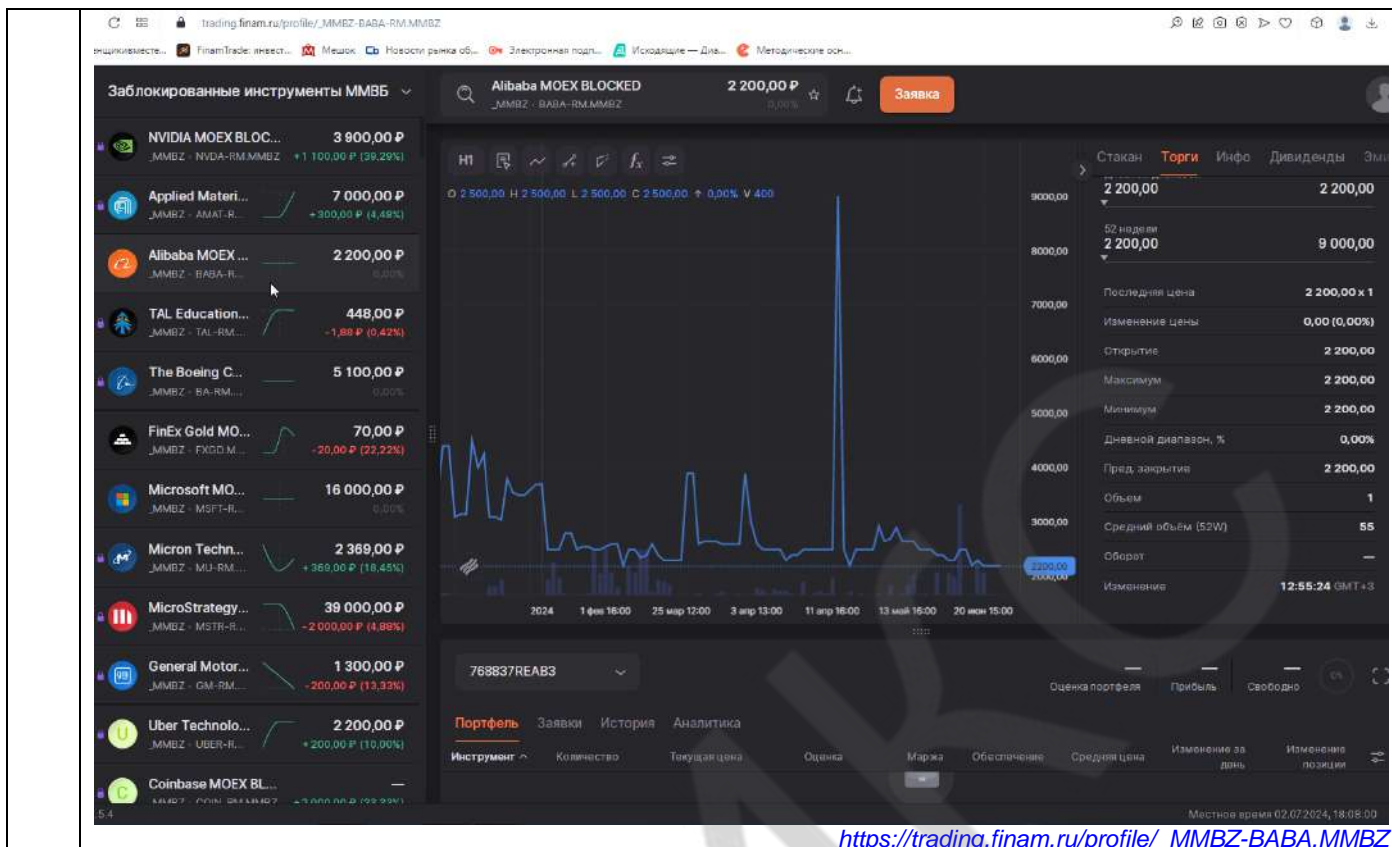 trading.finam.ru/profile/_MMBZ-BABA-RM.MMBZ
енщикивместе... FinamTrade: инвест... Мешок Cb Новости рынка об... Электронная подп... Исходящие — Диа... Методические осн...
Заблокированные инструменты ММВБ
NVIDIA MOEX BLOC... 3 900,00 ₽
_MMBZ - NVDA-RM.MMBZ +1 100,00 ₽ (39,29%)
Applied Materi... 7 000,00 ₽
_MMBZ - AMAT-R... +300,00 ₽ (4,48%)
Alibaba MOEX ... 2 200,00 ₽
_MMBZ - BABA-R... 0,00%
TAL Education... 448,00 ₽
_MMBZ - TAL-RM.... -1,88 ₽ (0,42%)
The Boeing C... 5 100,00 ₽
_MMBZ - BA-RM.... 0,00%
FinEx Gold MO... 70,00 ₽
_MMBZ - FXGD.M... -20,00 ₽ (22,22%)
Microsoft MO... 16 000,00 ₽
_MMBZ - MSFT-R... 0,00%
Micron Techn... 2 369,00 ₽
_MMBZ - MU-RM.... +369,00 ₽ (18,45%)
MicroStrategy... 39 000,00 ₽
_MMBZ - MSTR-R... -2 000,00 ₽ (4,88%)
General Motor... 1 300,00 ₽
_MMBZ - GM-RM.... -200,00 ₽ (13,33%)
Uber Technolo... 2 200,00 ₽
_MMBZ - UBER-R... +200,00 ₽ (10,00%)
Coinbase MOEX BL... —
5.4
Alibaba MOEX BLOCKED 2 200,00 ₽
_MMBZ - BABA-RM.MMBZ 0,00%
Заявка
H1
O 2 500,00 H 2 500,00 L 2 500,00 C 2 500,00 0,00% V 400
9000,00
8000,00
7000,00
6000,00
5000,00
4000,00
3000,00
2200,00
2000,00
2024 1 фев 16:00 25 мар 12:00 3 апр 13:00 11 апр 16:00 13 май 16:00 20 июн 15:00
Стакан Торги Инфо Дивиденды Эми
2 200,00 2 200,00
52 недели
2 200,00 9 000,00
Последняя цена 2 200,00 x 1
Изменение цены 0,00 (0,00%)
Открытие 2 200,00
Максимум 2 200,00
Минимум 2 200,00
Дневной диапазон, % 0,00%
Пред. закрытие 2 200,00
Объем 1
Средний объём (52W) 55
Оборот —
Изменение 12:55:24 GMT+3
768837REAB3
Оценка портфеля Прибыль Свободно
Портфель Заявки История Аналитика
Инструмент Количество Текущая цена Оценка Маржа Обеспечение Средняя цена Изменение за день Изменение позиции
Местное время 02.07.2024, 18:08:00
https://trading.finam.ru/profile/_MMBZ-BABA.MMBZ